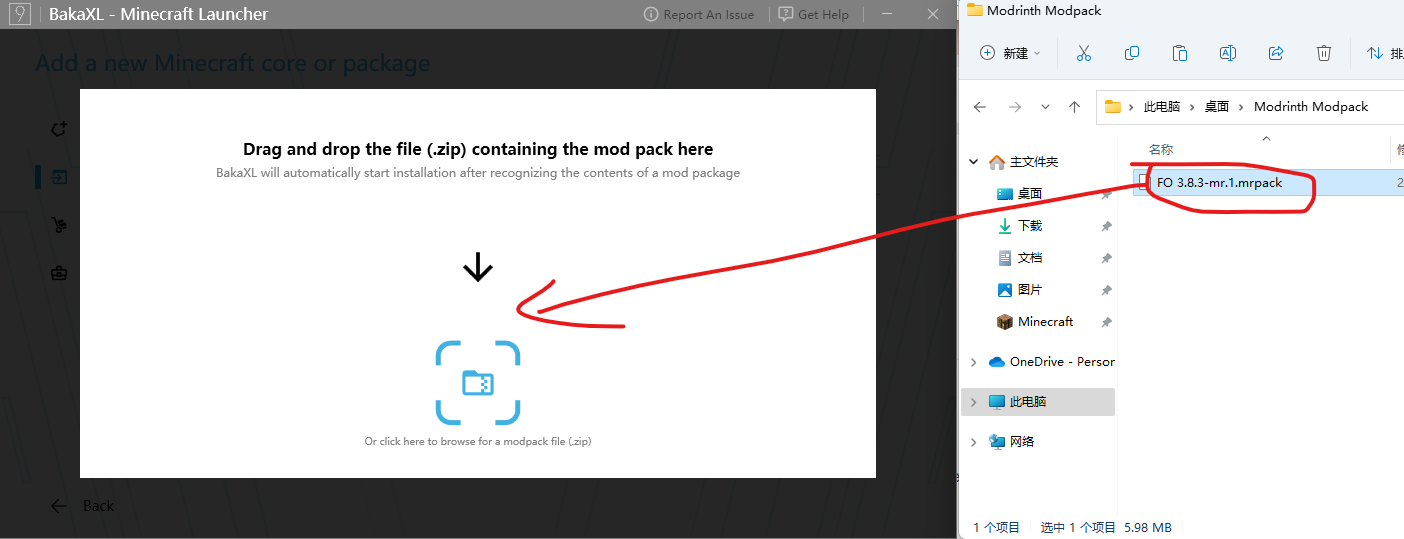 BakaXL - Minecraft Launcher
Report An Issue
Get Help
Add a new Minecraft core or package
Drag and drop the file (.zip) containing the mod pack here
BakaXL will automatically start installation after recognizing the contents of a mod package
Or click here to browse for a modpack file (.zip)
Back
Modrinth Modpack
新建
此电脑 › 桌面 › Modrinth Modpack
名称
主文件夹
FO 3.8.3-mr.1.mrpack
桌面
下载
文档
图片
Minecraft
OneDrive - Person
此电脑
网络
1 个项目
选中 1 个项目 5.98 MB